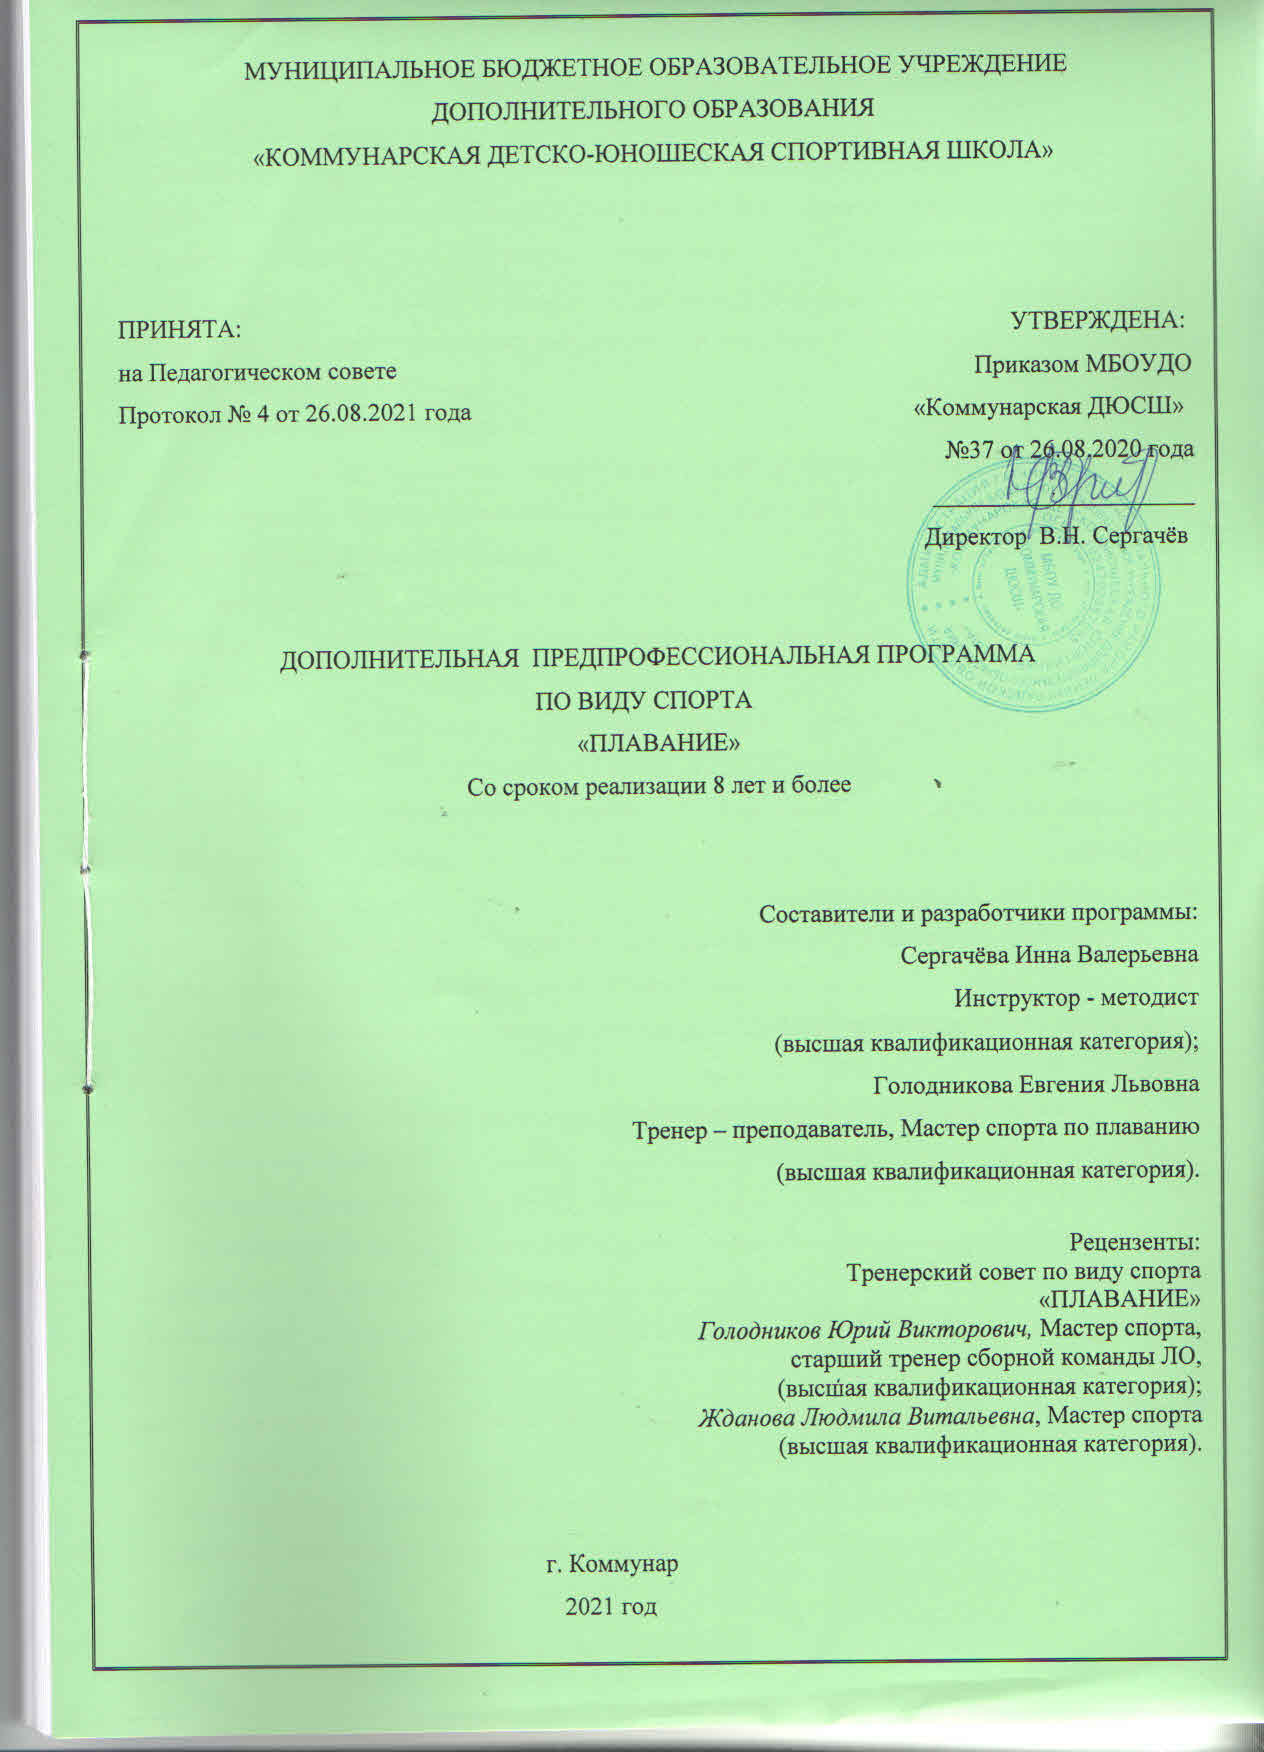 МУНИЦИПАЛЬНОЕ БЮДЖЕТНОЕ ОБРАЗОВАТЕЛЬНОЕ УЧРЕЖДЕНИЕ
ДОПОЛНИТЕЛЬНОГО ОБРАЗОВАНИЯ
«КОММУНАРСКАЯ ДЕТСКО-ЮНОШЕСКАЯ СПОРТИВНАЯ ШКОЛА»
ПРИНЯТА:
на Педагогическом совете
Протокол № 4 от 26.08.2021 года
УТВЕРЖДЕНА:
Приказом МБОУДО
«Коммунарская ДЮСШ»
№37 от 26.08.2020 года
Директор В.Н. Сергачёв
МБОУ ДО
ДЮСШ»
ДОПОЛНИТЕЛЬНАЯ ПРЕДПРОФЕССИОНАЛЬНАЯ ПРОГРАММА
ПО ВИДУ СПОРТА
«ПЛАВАНИЕ»
Со сроком реализации 8 лет и более
Составители и разработчики программы:
Сергачёва Инна Валерьевна
Инструктор - методист
(высшая квалификационная категория);
Голодникова Евгения Львовна
Тренер – преподаватель, Мастер спорта по плаванию
(высшая квалификационная категория).
Рецензенты:
Тренерский совет по виду спорта
«ПЛАВАНИЕ»
Голодников Юрий Викторович, Мастер спорта,
старший тренер сборной команды ЛО,
(высшая квалификационная категория);
Жданова Людмила Витальевна, Мастер спорта
(высшая квалификационная категория).
г. Коммунар
2021 год